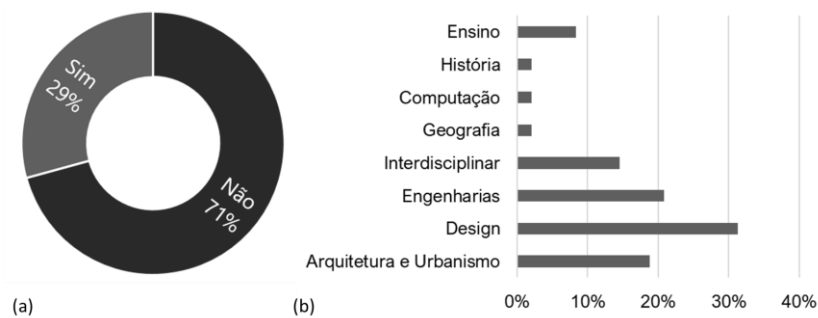 Sim
29%
Não
71%
(a)
Ensino
História
Computação
Geografia
Interdisciplinar
Engenharias
Design
Arquitetura e Urbanismo
0% 10% 20% 30% 40%
(b)